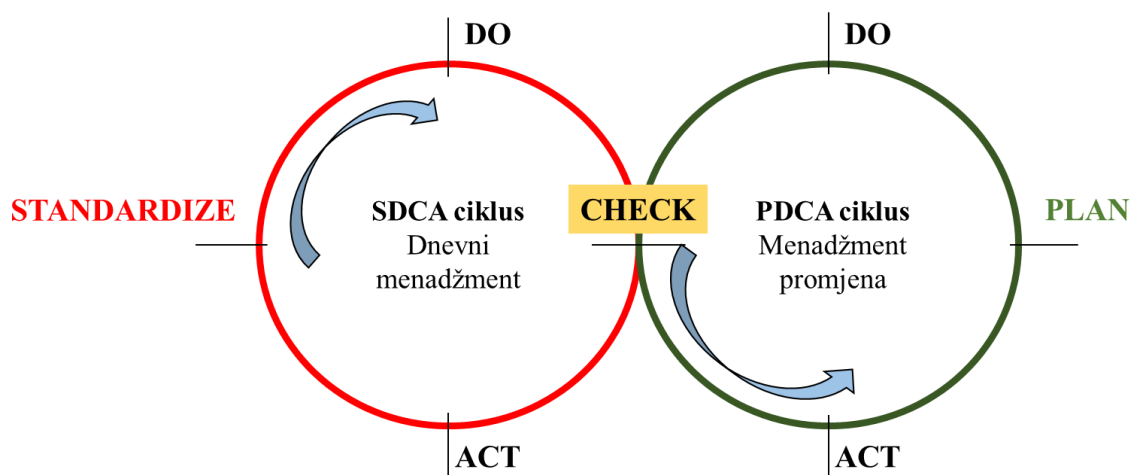 DO
DO
STANDARDIZE
SDCA ciklus
Dnevni
menadžment
CHECK
PDCA ciklus
Menadžment
promjena
PLAN
ACT
ACT